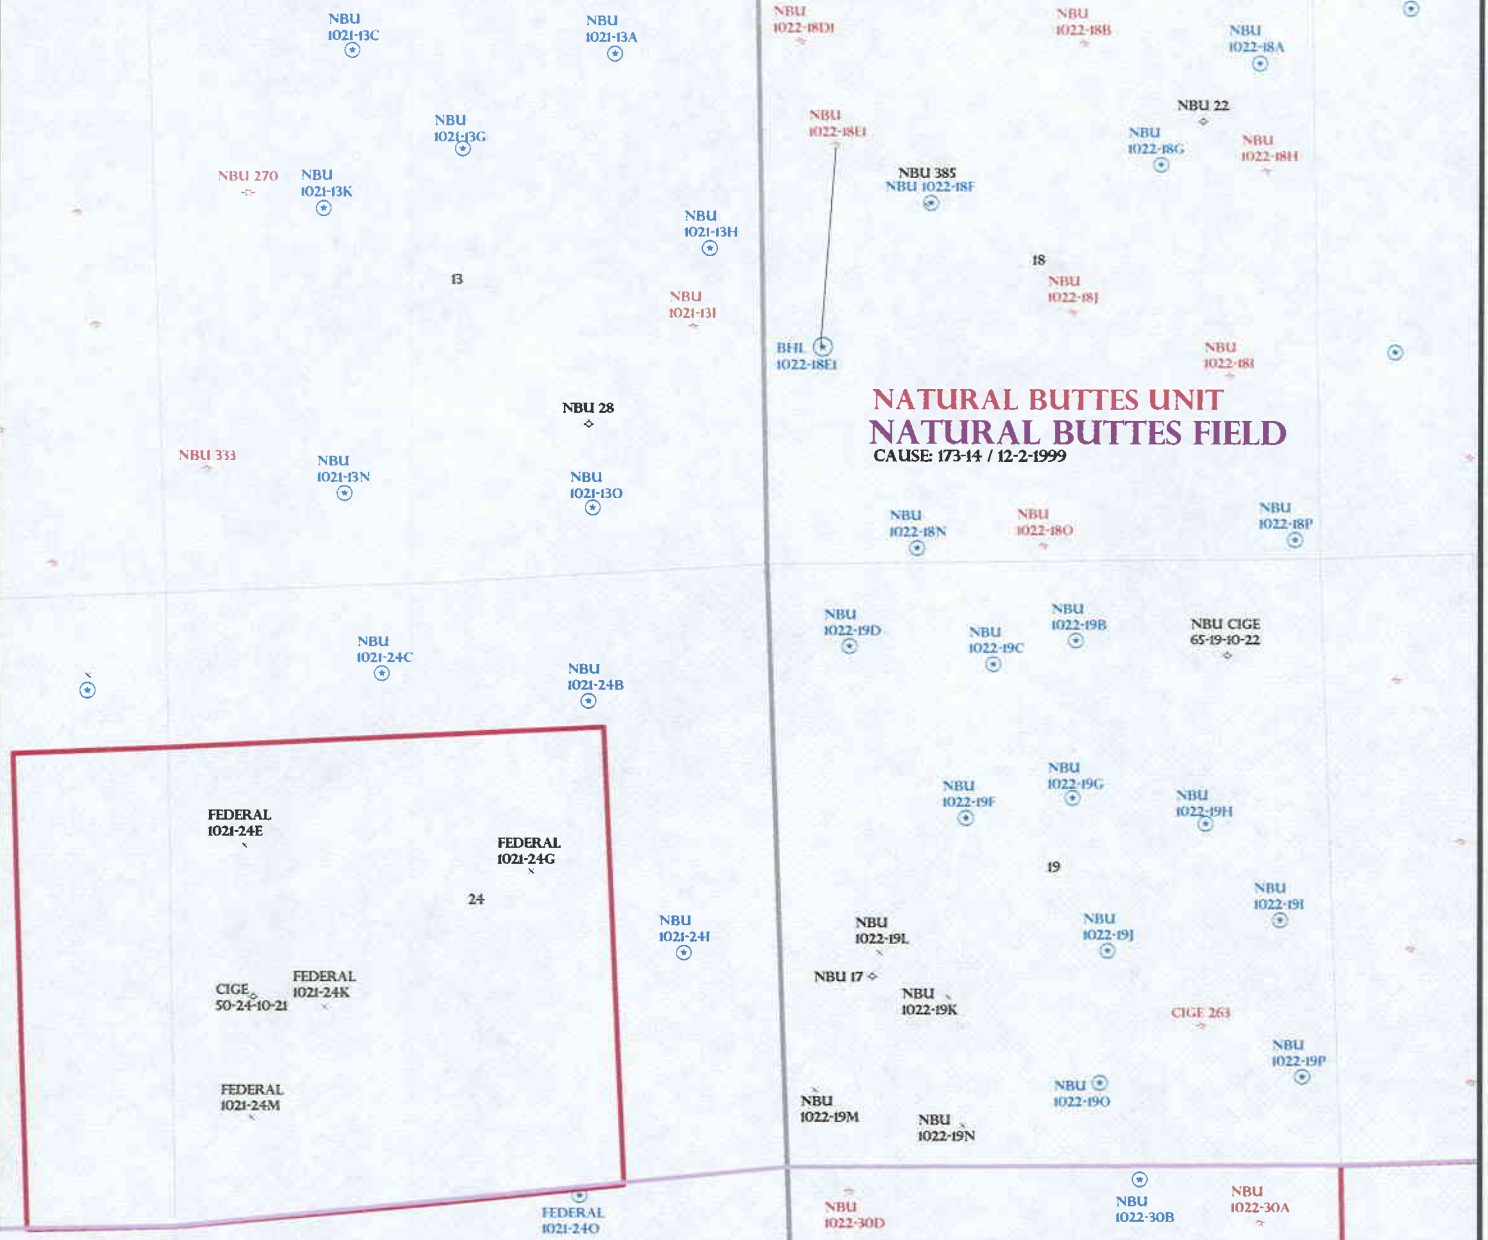 NBU
1021-13C
NBU
1021-13A
NBU
1022-18D1
NBU
1022-18B
NBU
1022-18A
NBU
1021-13G
NBU
1022-18E1
NBU 22
NBU
1022-18G
NBU
1022-18H
NBU 270
NBU
1021-13K
NBU 385
NBU 1022-18F
NBU
1021-13H
13
18
NBU
1022-18J
NBU
1021-13I
BHL
1022-18E1
NBU
1022-18I
NATURAL BUTTES UNIT
NATURAL BUTTES FIELD
CAUSE: 173-14 / 12-2-1999
NBU 28
NBU 333
NBU
1021-13N
NBU
1021-13O
NBU
1022-18N
NBU
1022-18O
NBU
1022-18P
NBU
1022-19D
NBU
1022-19C
NBU
1022-19B
NBU CIGE
65-19-10-22
NBU
1021-24C
NBU
1021-24B
NBU
1022-19F
NBU
1022-19G
NBU
1022-19H
FEDERAL
1021-24E
FEDERAL
1021-24G
24
19
NBU
1022-19I
NBU
1021-24I
NBU
1022-19L
NBU
1022-19J
NBU 17
NBU
1022-19K
CIGE
50-24-10-21
FEDERAL
1021-24K
CIGE 263
NBU
1022-19P
FEDERAL
1021-24M
NBU
1022-19M
NBU
1022-19N
NBU
1022-19O
FEDERAL
1021-24O
NBU
1022-30D
NBU
1022-30B
NBU
1022-30A